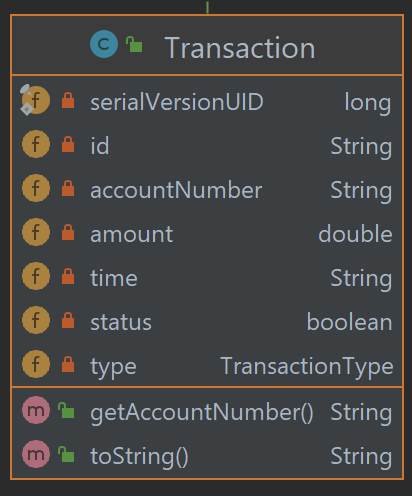 C Transaction
f serialVersionUID long
f id String
f accountNumber String
f amount double
f time String
f status boolean
f type TransactionType
m getAccountNumber() String
m toString() String